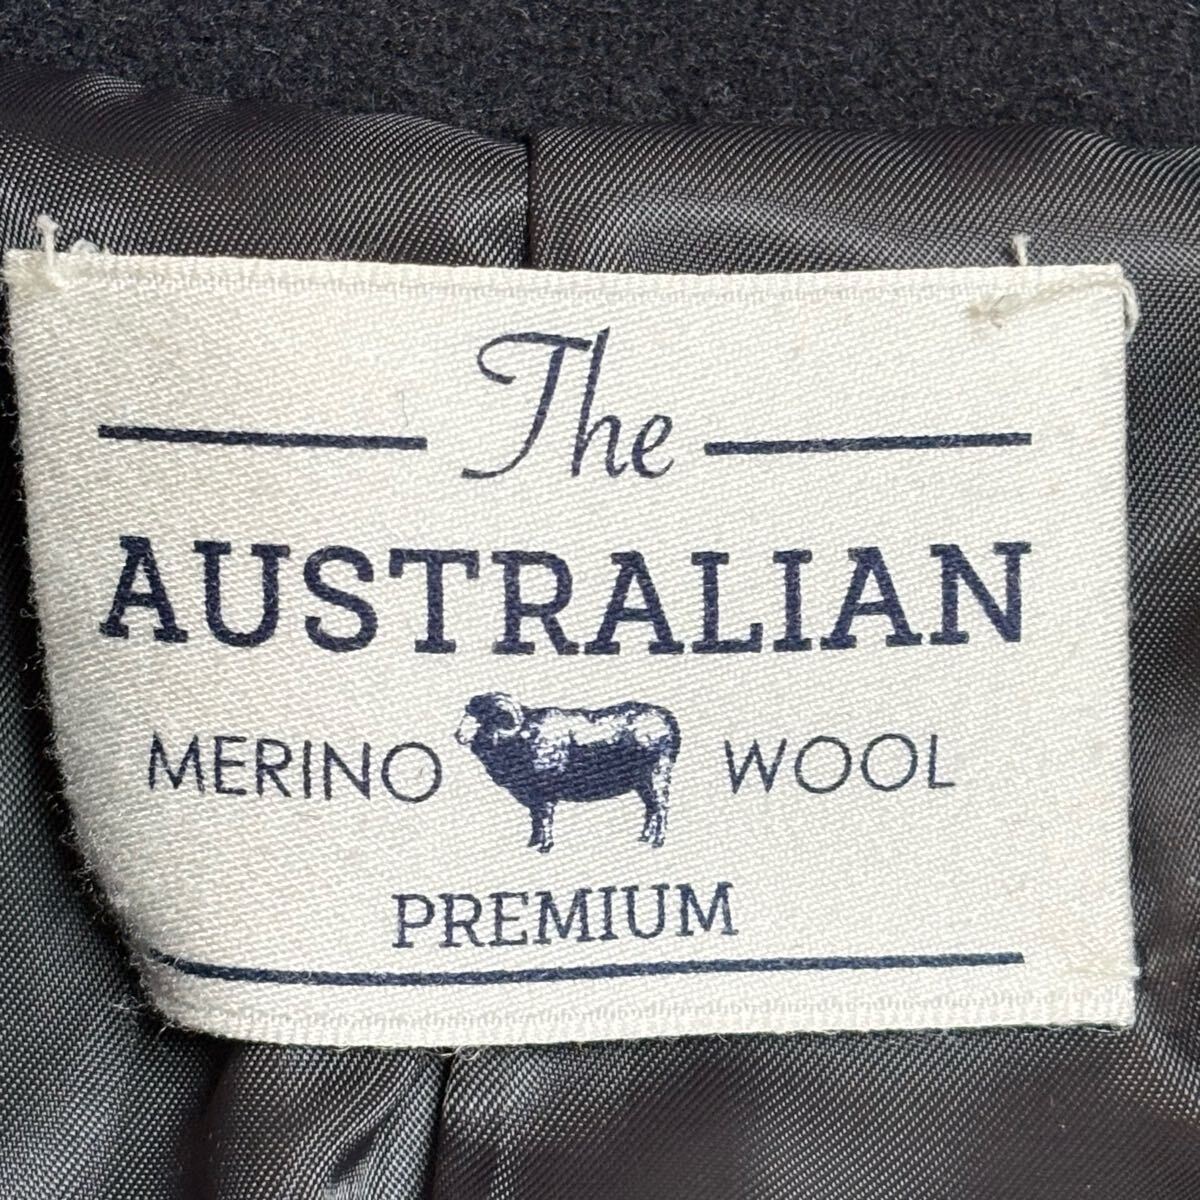 The
AUSTRALIAN
MERINO WOOL
PREMIUM